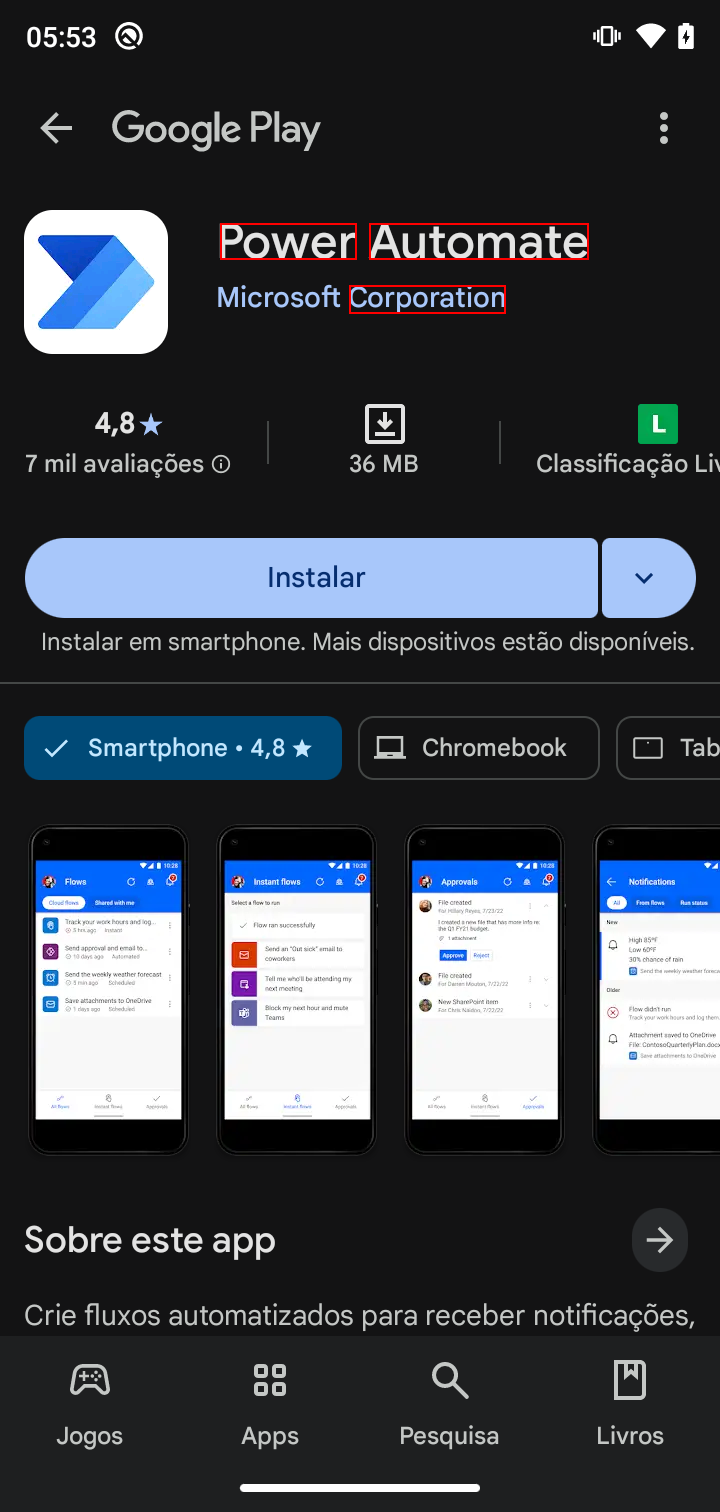 05:53
Google Play
Power Automate
Microsoft Corporation
4,8★
7 mil avaliações
36 MB
L
Classificação Liv
Instalar
Instalar em smartphone. Mais dispositivos estão disponíveis.
Smartphone • 4,8 ★
Chromebook
Tab
10:28
Flows
Cloud flows
Shared with me
Track your work hours and log...
5 hrs ago Instant
Send approval and email to...
10 days ago Automated
Send the weekly weather forecast
Scheduled
Save attachments to OneDrive
Scheduled
All flows
Instant flows
Approvals
10:28
Instant flows
Select a flow to run
Flow ran successfully
Send an "Out sick" email to
coworkers
Tell me who'll be attending my
next meeting
Block my next hour and mute
Teams
All flows
Instant flows
Approvals
10:28
Approvals
File created
For Hillary Reyes, 7/23/22
I created a new file that has more info re:
the Q1 FY21 budget.
1 attachment
Approve
Reject
File created
For Darren Mouton, 7/22/22
New SharePoint item
For Chris Naidoo, 7/22/22
All flows
Instant flows
Approvals
Notifications
All
From flows
Run status
New
High 85°F
Low 60°F
30% chance of rain
Send the weekly weather foreca
Older
Flow didn't run
Track your work hours and log them
Attachment saved to OneDrive
File: ContosoQuarterlyPlan.docx
Save attachments to OneDrive
Sobre este app
Crie fluxos automatizados para receber notificações,
Jogos
Apps
Pesquisa
Livros